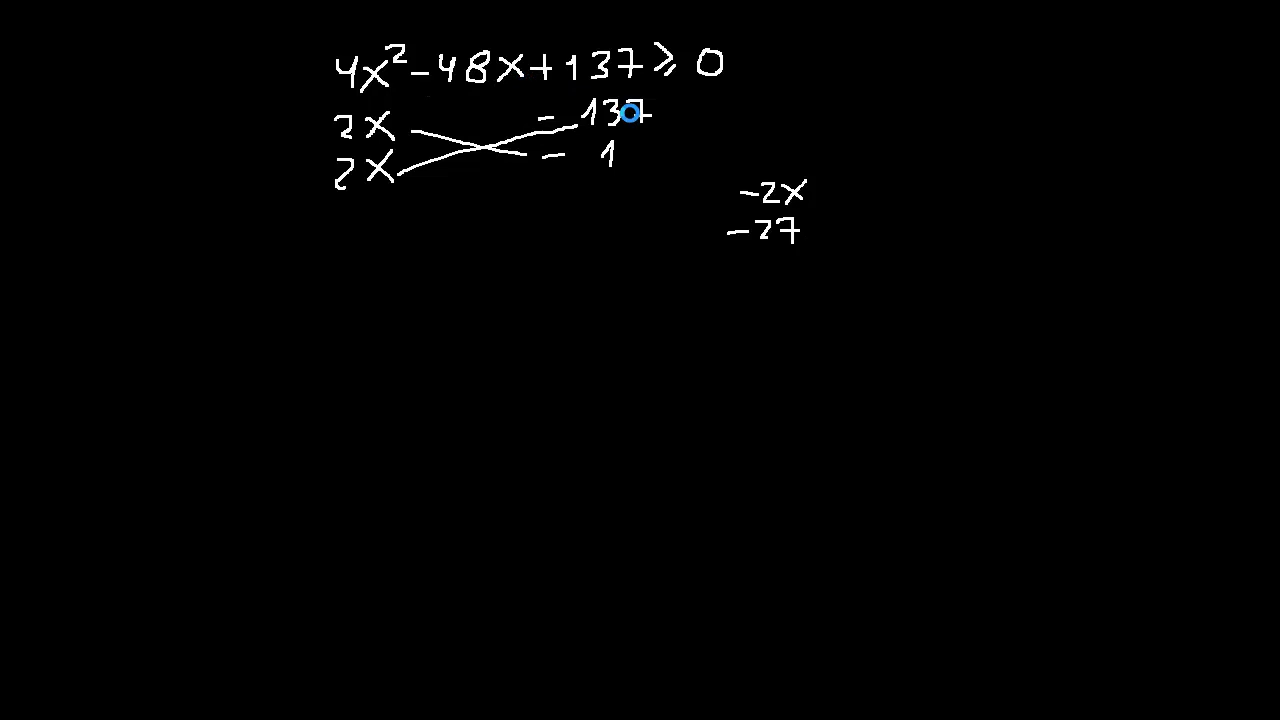 4x² - 48x + 137 ⩾ 0
2x - 137
2x - 1
-2x
-27